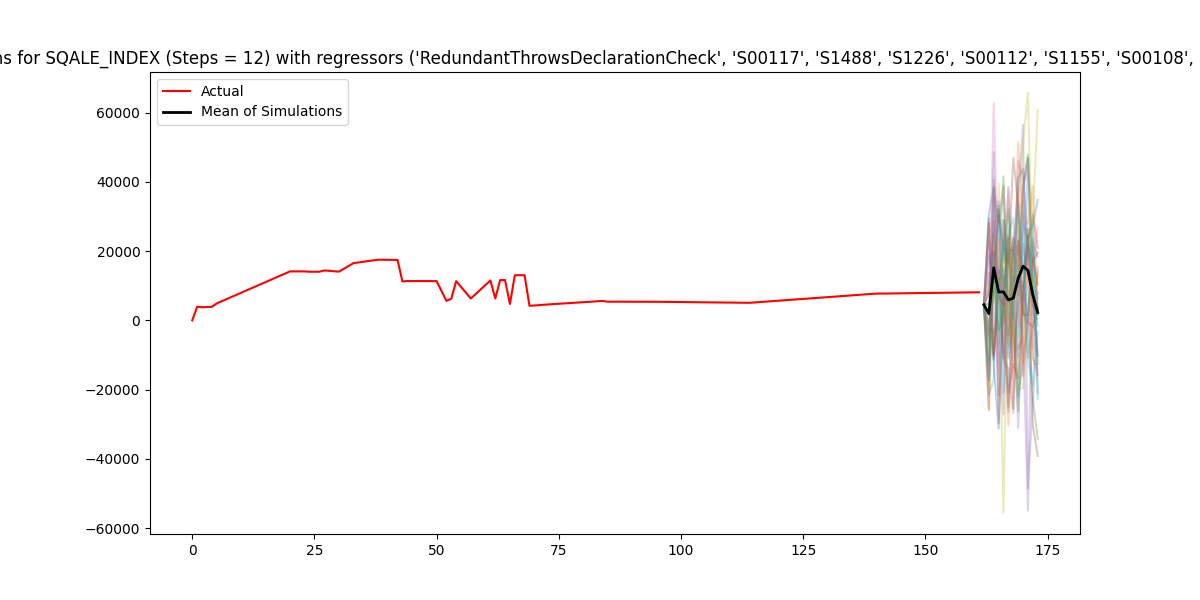 ns for SQALE_INDEX (Steps = 12) with regressors ('RedundantThrowsDeclarationCheck', 'S00117', 'S1488', 'S1226', 'S00112', 'S1155', 'S00108',
Actual
Mean of Simulations
60000
40000
20000
0
−20000
−40000
−60000
0 25 50 75 100 125 150 175